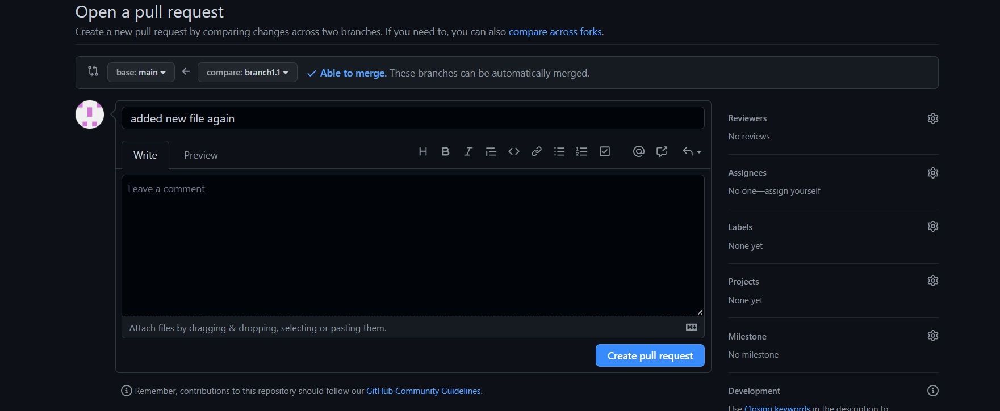 Open a pull request
Create a new pull request by comparing changes across two branches. If you need to, you can also compare across forks.
base: main compare: branch1.1 Able to merge. These branches can be automatically merged.
added new file again
Write Preview
Leave a comment
Attach files by dragging & dropping, selecting or pasting them.
Create pull request
Remember, contributions to this repository should follow our GitHub Community Guidelines.
Reviewers
No reviews
Assignees
No one—assign yourself
Labels
None yet
Projects
None yet
Milestone
No milestone
Development
Use Closing keywords in the description to